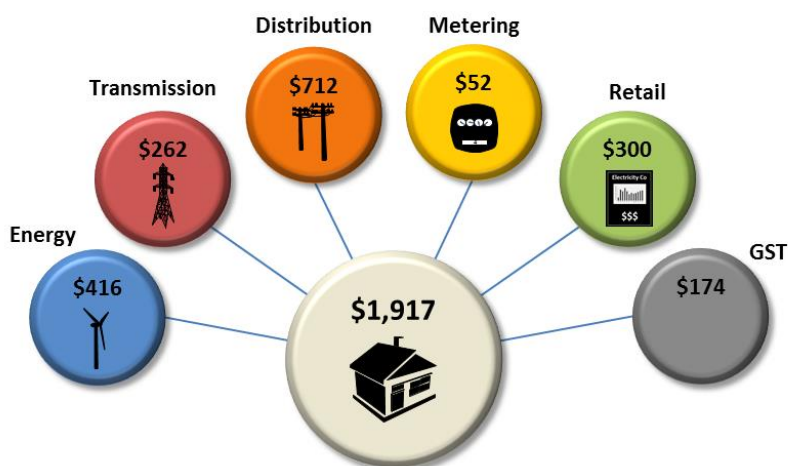 Distribution
$712
Metering
$52
Transmission
$262
Retail
$300
Electricity Co
$$$
Energy
$416
GST
$174
$1,917